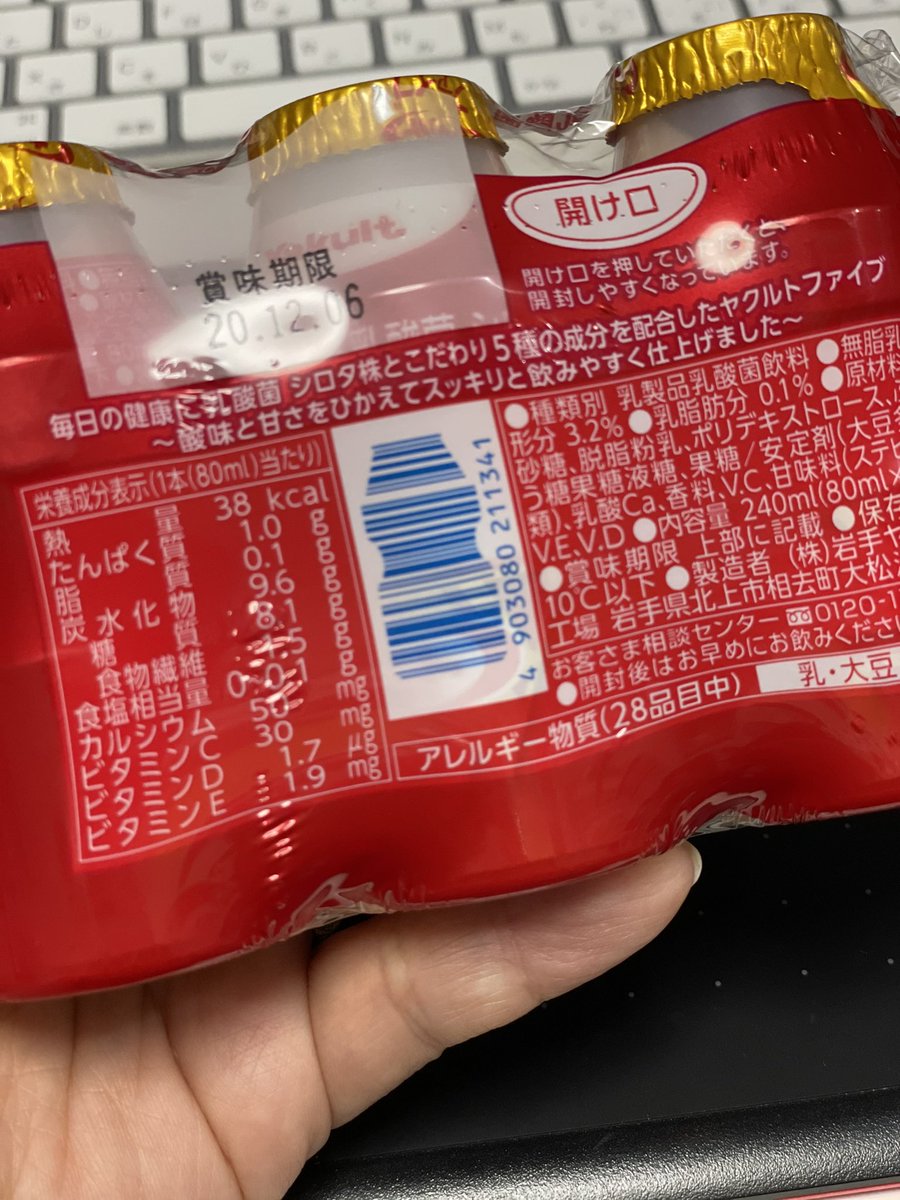 Yakult
賞味期限
20.12.06
開け口
開け口を押していただくと、
開封しやすくなっています。
毎日の健康に乳酸菌 シロタ株とこだわり5種の成分を配合したヤクルトファイブ
〜酸味と甘さをひかえてスッキリと飲みやすく仕上げました〜
栄養成分表示(1本(80ml)当たり)
熱量 38 kcal
たんぱく質 1.0 g
脂質 0.1 g
炭水化物 9.6 g
糖質 8.1 g
食物繊維 g
食塩相当量 g
カルシウム 50 mg
ビタミンC 30 mg
ビタミンD 1.7 μg
ビタミンE 1.9 mg
4 903080 211341
●種類別 乳製品乳酸菌飲料 ●無脂乳
形分 3.2% ●乳脂肪分 0.1% ●原材料
砂糖、脱脂粉乳、ポリデキストロース、
う糖果糖液糖、果糖/安定剤(大豆
類)、乳酸Ca、香料、V.C、甘味料(ステビ
V.E、V.D ●内容量 240ml(80ml×
●賞味期限 上部に記載 ●保存
10℃以下 ●製造者 (株)岩手ヤ
工場 岩手県北上市相去町大松
お客さま相談センター 0120-1
●開封後はお早めにお飲みください
アレルギー物質(28品目中) 乳・大豆